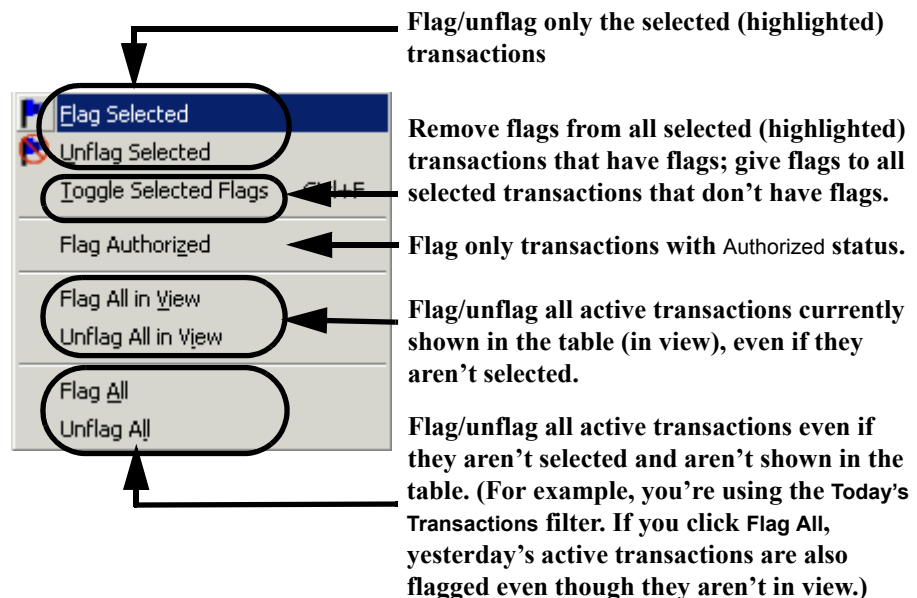 Flag/unflag only the selected (highlighted)
transactions
Flag Selected
Unflag Selected
Toggle Selected Flags
Remove flags from all selected (highlighted)
transactions that have flags; give flags to all
selected transactions that don’t have flags.
Flag Authorized
Flag only transactions with Authorized status.
Flag All in View
Unflag All in View
Flag/unflag all active transactions currently
shown in the table (in view), even if they
aren’t selected.
Flag All
Unflag All
Flag/unflag all active transactions even if
they aren’t selected and aren’t shown in the
table. (For example, you’re using the Today’s
Transactions filter. If you click Flag All,
yesterday’s active transactions are also
flagged even though they aren’t in view.)